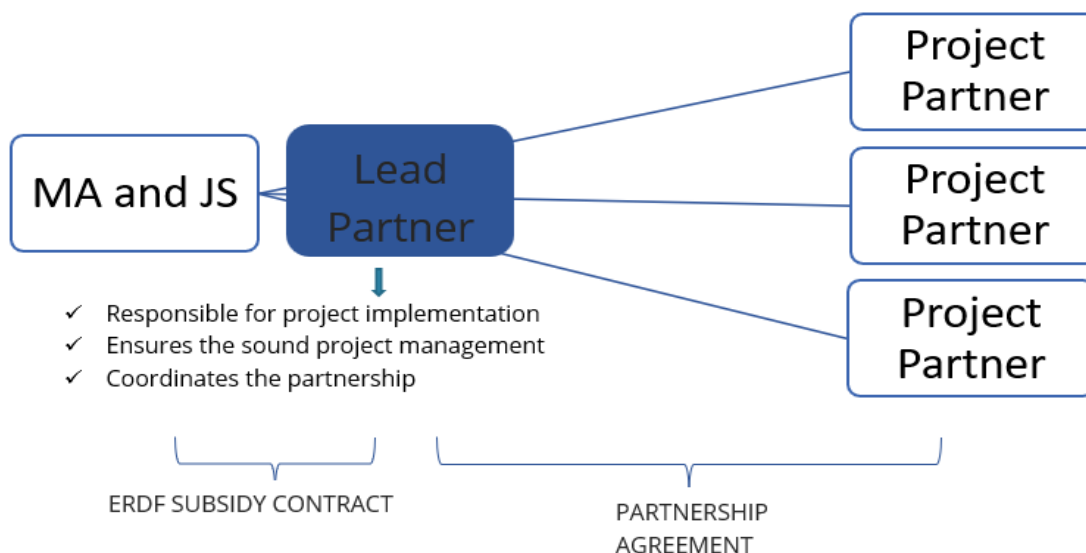 MA and JS
Lead
Partner
Project
Partner
Project
Partner
Project
Partner
✓ Responsible for project implementation
✓ Ensures the sound project management
✓ Coordinates the partnership
ERDF SUBSIDY CONTRACT
PARTNERSHIP
AGREEMENT